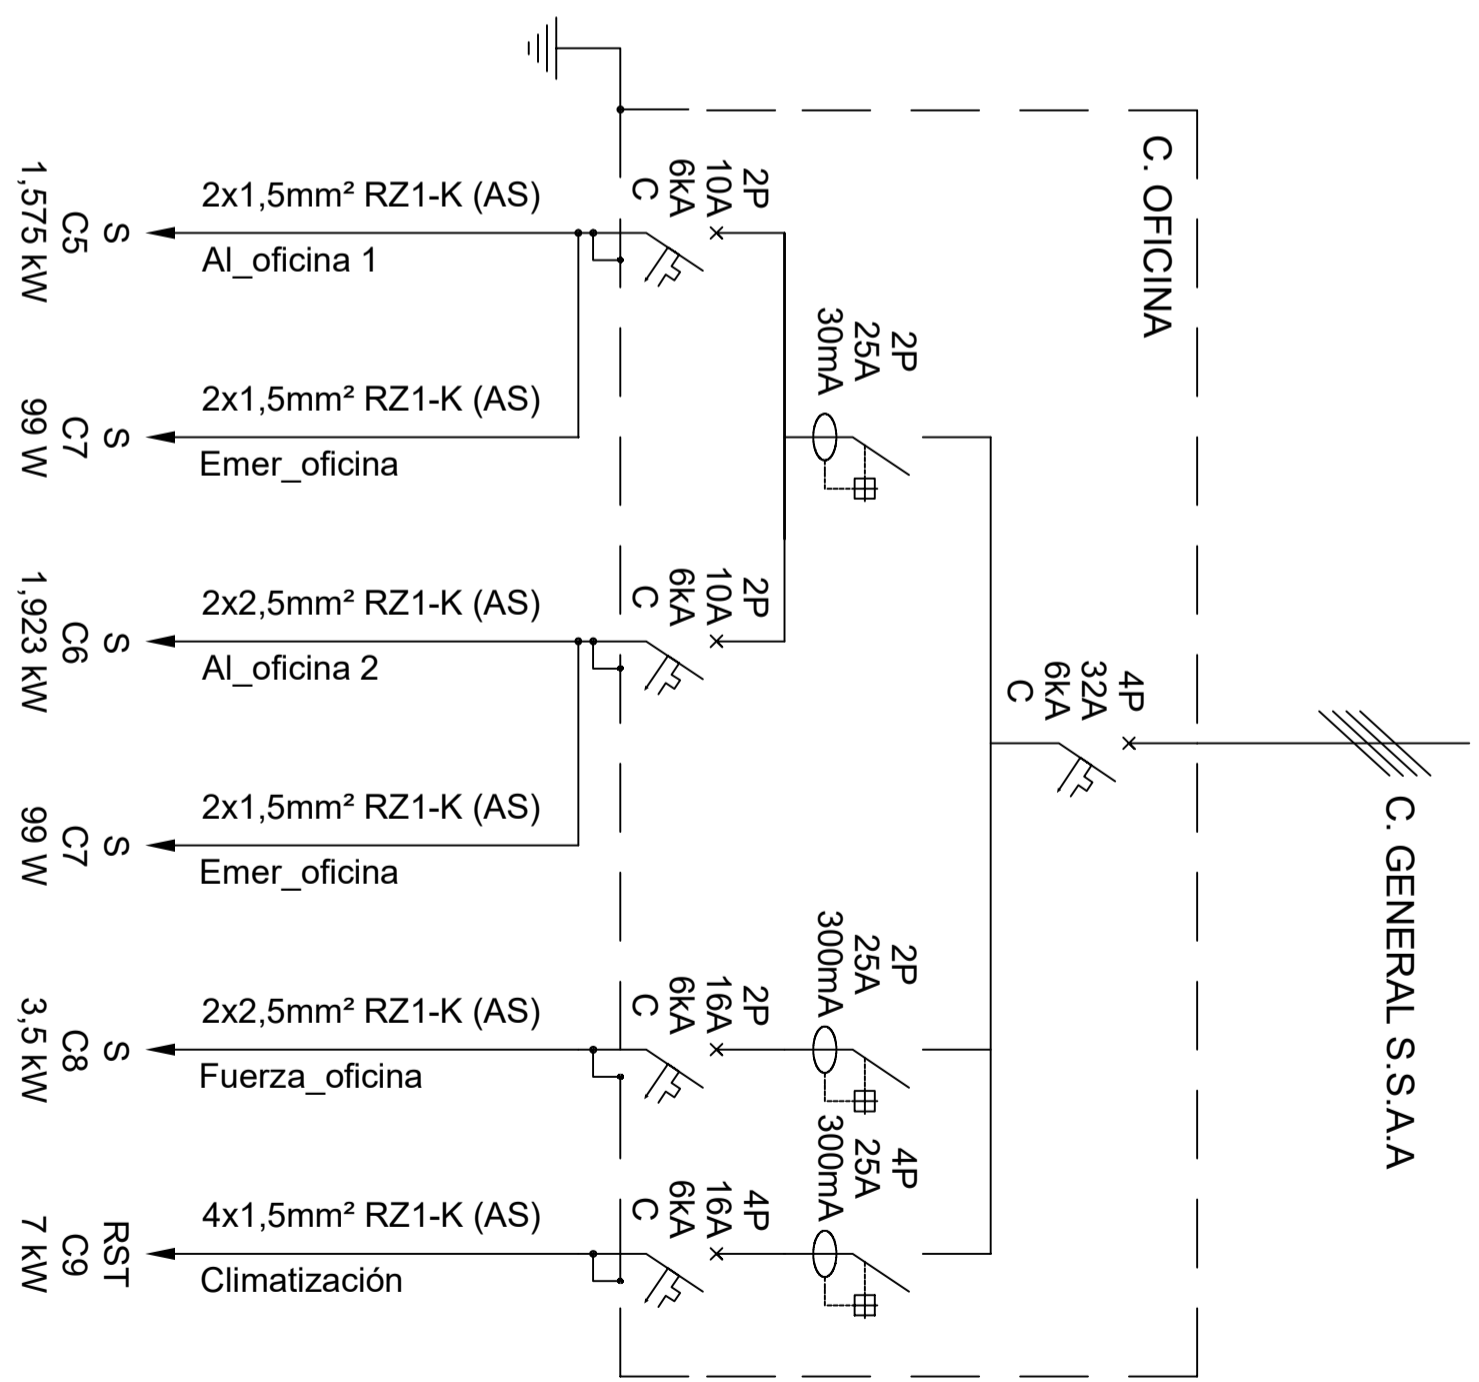 C. GENERAL S.S.A.A
C. OFICINA
4P
32A
6kA
C
2P
25A
30mA
2P
25A
300mA
4P
25A
300mA
2P
10A
6kA
C
2P
10A
6kA
C
2P
16A
6kA
C
4P
16A
6kA
C
2x1,5mm² RZ1-K (AS)
Al_oficina 1
S
C5
1,575 kW
2x1,5mm² RZ1-K (AS)
Emer_oficina
S
C7
99 W
2x2,5mm² RZ1-K (AS)
Al_oficina 2
S
C6
1,923 kW
2x1,5mm² RZ1-K (AS)
Emer_oficina
S
C7
99 W
2x2,5mm² RZ1-K (AS)
Fuerza_oficina
S
C8
3,5 kW
4x1,5mm² RZ1-K (AS)
Climatización
RST
C9
7 kW